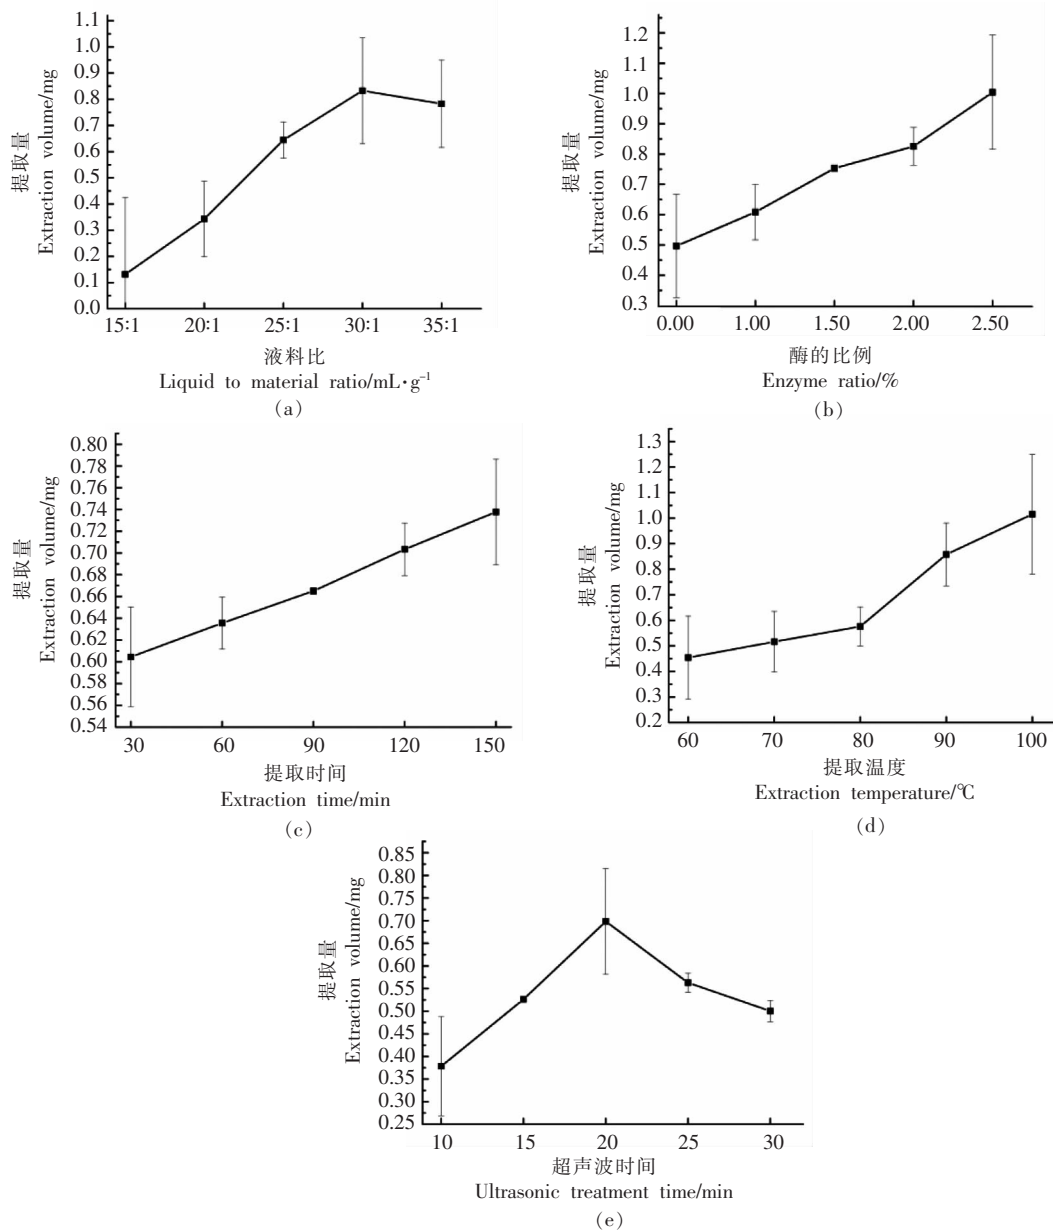 1.1
1.0
0.9
0.8
0.7
0.6
0.5
0.4
0.3
0.2
0.1
0.0
提取量
Extraction volume/mg
15:1 20:1 25:1 30:1 35:1
液料比
Liquid to material ratio/mL·g⁻¹
(a)
1.2
1.1
1.0
0.9
0.8
0.7
0.6
0.5
0.4
0.3
提取量
Extraction volume/mg
0.00 1.00 1.50 2.00 2.50
酶的比例
Enzyme ratio/%
(b)
0.80
0.78
0.76
0.74
0.72
0.70
0.68
0.66
0.64
0.62
0.60
0.58
0.56
0.54
提取量
Extraction volume/mg
30 60 90 120 150
提取时间
Extraction time/min
(c)
1.3
1.2
1.1
1.0
0.9
0.8
0.7
0.6
0.5
0.4
0.3
0.2
提取量
Extraction volume/mg
60 70 80 90 100
提取温度
Extraction temperature/℃
(d)
0.85
0.80
0.75
0.70
0.65
0.60
0.55
0.50
0.45
0.40
0.35
0.30
0.25
提取量
Extraction volume/mg
10 15 20 25 30
超声波时间
Ultrasonic treatment time/min
(e)